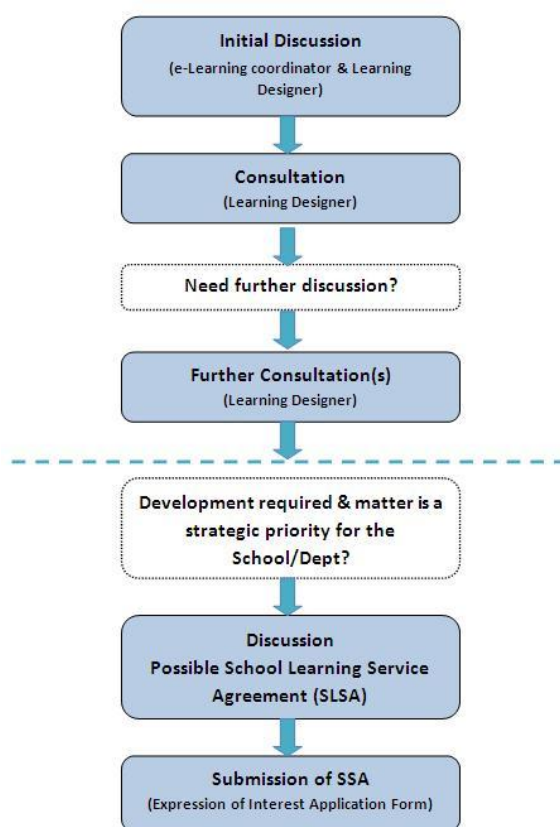 Initial Discussion
(e-Learning coordinator & Learning
Designer)
Consultation
(Learning Designer)
Need further discussion?
Further Consultation(s)
(Learning Designer)
Development required & matter is a
strategic priority for the
School/Dept?
Discussion
Possible School Learning Service
Agreement (SLSA)
Submission of SSA
(Expression of Interest Application Form)